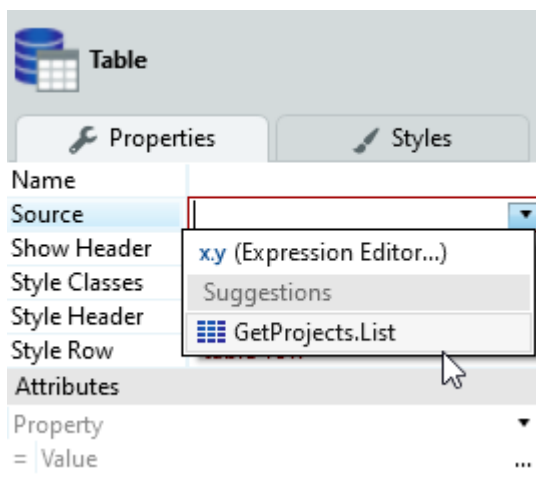 Table
Properties
Styles
Name
Source
Show Header
x.y (Expression Editor...)
Style Classes
Suggestions
Style Header
GetProjects.List
Style Row
Attributes
Property
= Value
...